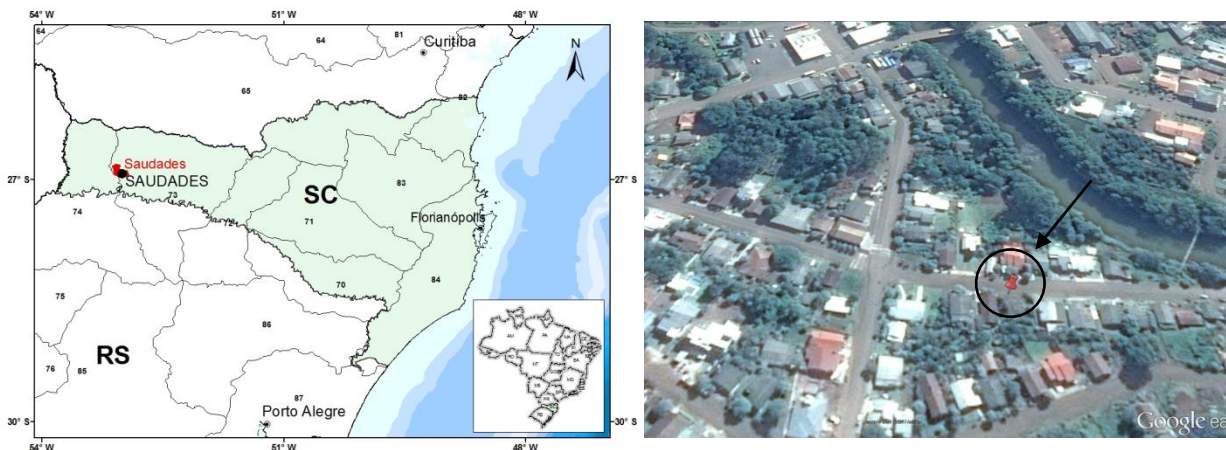 54° W
51° W
48° W
64
64
81
Curitiba
N
65
82
Saudades
SAUDADES
27° S
27° S
73
SC
83
74
72
71
Florianópolis
70
84
75
86
RS
76
85
87
Porto Alegre
30° S
30° S
54° W
51° W
48° W
Google ea